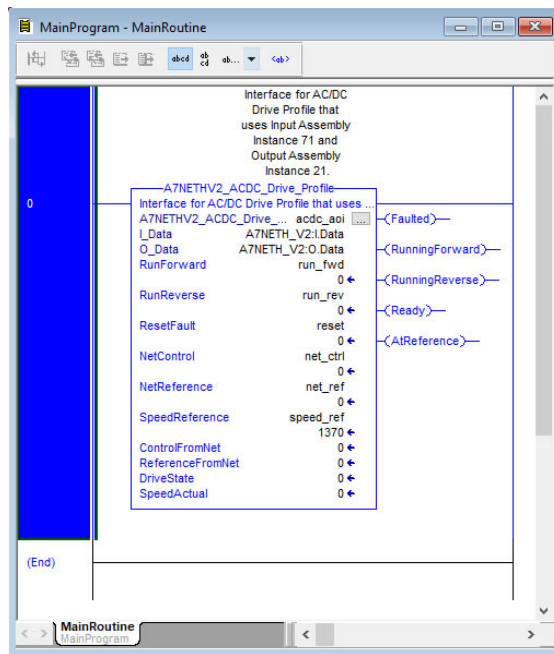 MainProgram - MainRoutine
abcd ab cd ab... <ab>
Interface for AC/DC
Drive Profile that
uses Input Assembly
Instance 71 and
Output Assembly
Instance 21.
A7NETHV2_ACDC_Drive_Profile
0
Interface for AC/DC Drive Profile that uses ...
A7NETHV2_ACDC_Drive_... acdc_aoi ... (Faulted)
I_Data A7NETH_V2:I.Data
O_Data A7NETH_V2:O.Data (RunningForward)
RunForward run_fwd
0 (RunningReverse)
RunReverse run_rev
0 (Ready)
ResetFault reset
0 (AtReference)
NetControl net_ctrl
0
NetReference net_ref
0
SpeedReference speed_ref
1370
ControlFromNet 0
ReferenceFromNet 0
DriveState 0
SpeedActual 0
(End)
MainRoutine
MainProgram